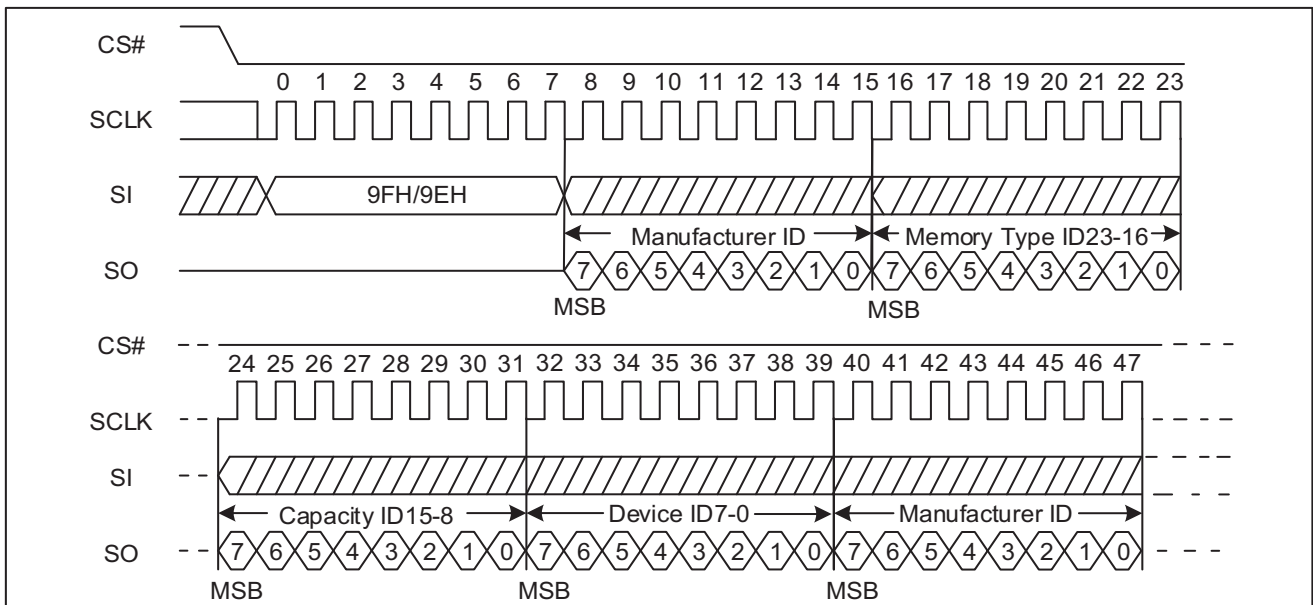 CS#
0 1 2 3 4 5 6 7 8 9 10 11 12 13 14 15 16 17 18 19 20 21 22 23
SCLK
SI 9FH/9EH
Manufacturer ID Memory Type ID23-16
SO 7 6 5 4 3 2 1 0 7 6 5 4 3 2 1 0
MSB MSB
CS#
24 25 26 27 28 29 30 31 32 33 34 35 36 37 38 39 40 41 42 43 44 45 46 47
SCLK
SI
Capacity ID15-8 Device ID7-0 Manufacturer ID
SO 7 6 5 4 3 2 1 0 7 6 5 4 3 2 1 0 7 6 5 4 3 2 1 0
MSB MSB MSB